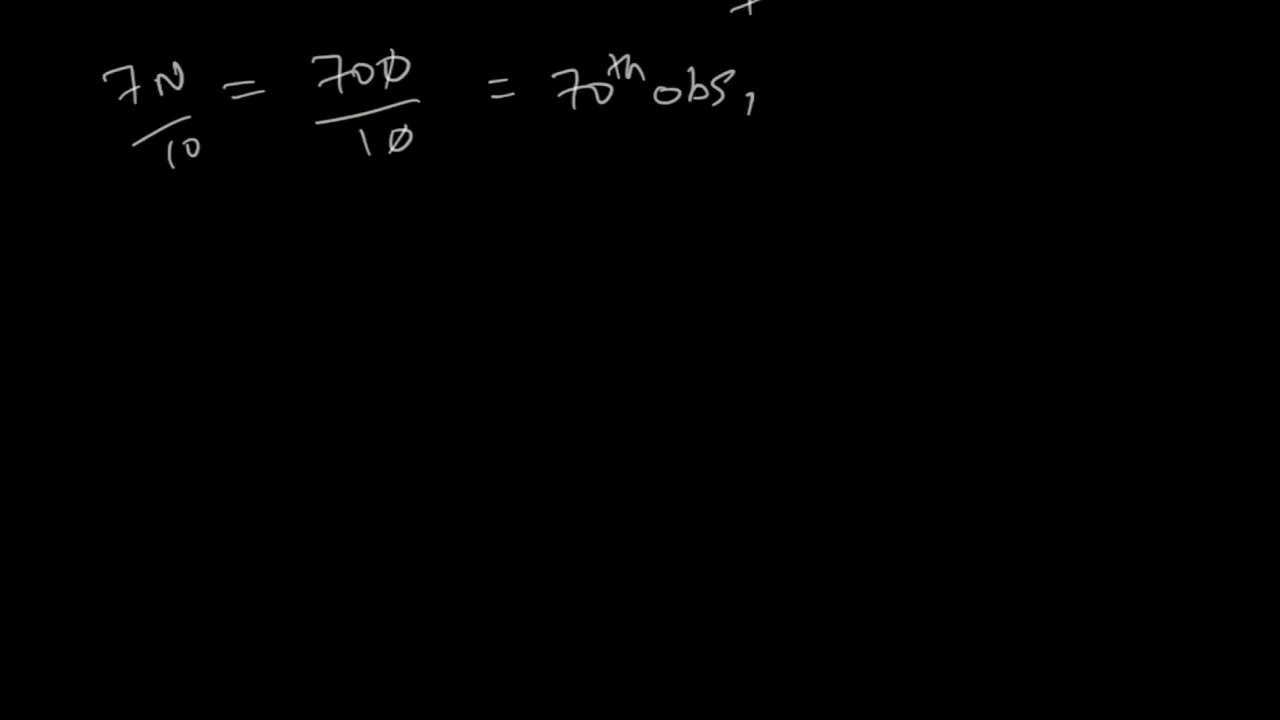 7N/10 = 700/10 = 70th obs,